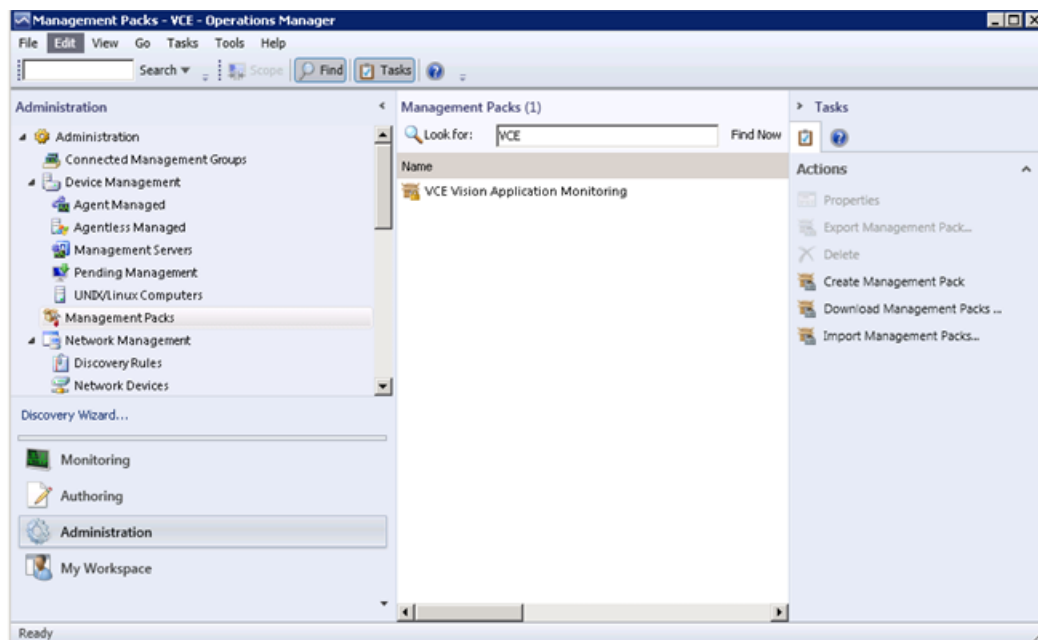 Management Packs - VCE - Operations Manager
File Edit View Go Tasks Tools Help
Search Scope Find Tasks
Administration
Administration
Connected Management Groups
Device Management
Agent Managed
Agentless Managed
Management Servers
Pending Management
UNIX/Linux Computers
Management Packs
Network Management
Discovery Rules
Network Devices
Discovery Wizard...
Monitoring
Authoring
Administration
My Workspace
Management Packs (1)
Look for: VCE Find Now
Name
VCE Vision Application Monitoring
Tasks
Actions
Properties
Export Management Pack...
Delete
Create Management Pack
Download Management Packs ...
Import Management Packs...
Ready